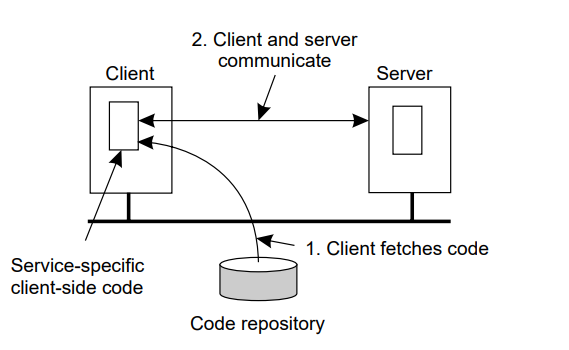 2. Client and server
communicate
Client
Server
1. Client fetches code
Service-specific
client-side code
Code repository